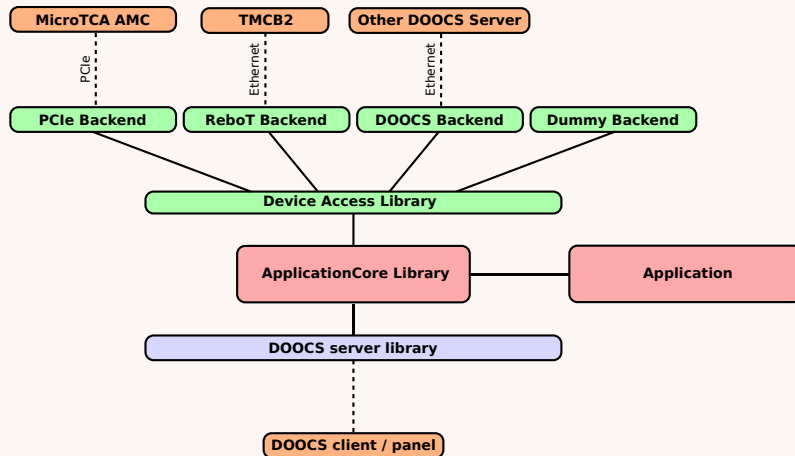 MicroTCA AMC
TMCB2
Other DOOCS Server
PCIe
Ethernet
Ethernet
PCIe Backend
ReboT Backend
DOOCS Backend
Dummy Backend
Device Access Library
ApplicationCore Library
Application
DOOCS server library
DOOCS client / panel